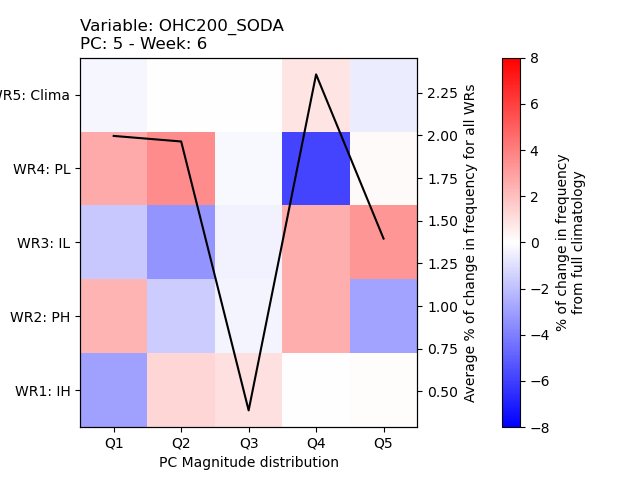 Variable: OHC200_SODA
PC: 5 - Week: 6
WR5: Clima
WR4: PL
WR3: IL
WR2: PH
WR1: IH
Q1 Q2 Q3 Q4 Q5
PC Magnitude distribution
2.25
2.00
1.75
1.50
1.25
1.00
0.75
0.50
Average % of change in frequency for all WRs
8
6
4
2
0
−2
−4
−6
−8
% of change in frequency
from full climatology